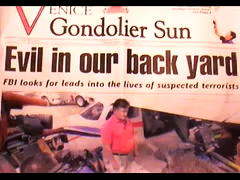 VENICE
Gondolier Sun
Evil in our back yard
FBI looks for leads into the lives of suspected terrorists